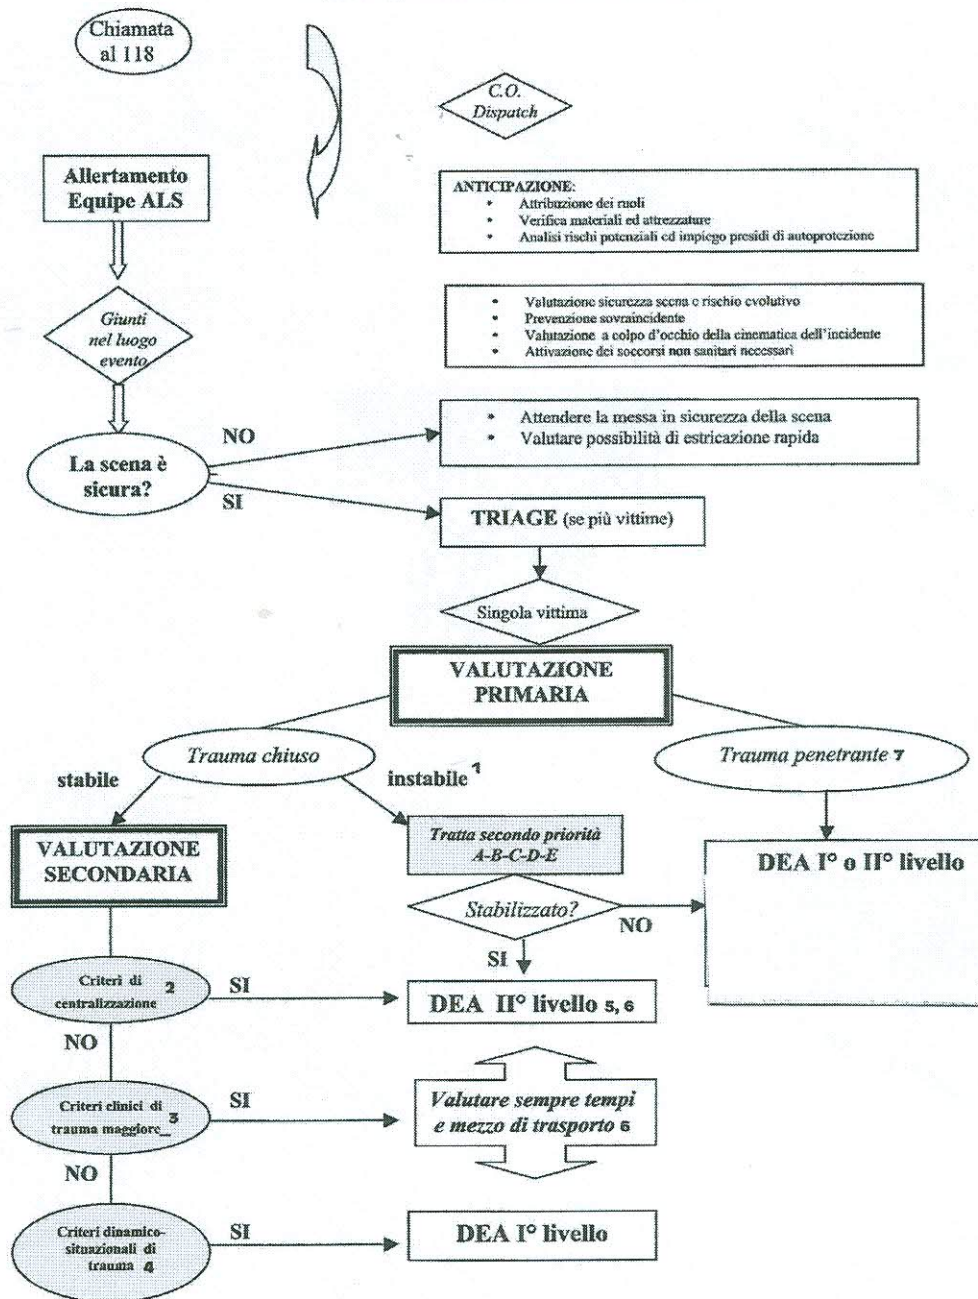 Chiamata
al 118
C.O.
Dispatch
Allertamento
Equipe ALS
ANTICIPAZIONE:
• Attribuzione dei ruoli
• Verifica materiali ed attrezzature
• Analisi rischi potenziali ed impiego presidi di autoprotezione
Giunti
nel luogo
evento
• Valutazione sicurezza scena e rischio evolutivo
• Prevenzione sovraincidente
• Valutazione a colpo d'occhio della cinematica dell'incidente
• Attivazione dei soccorsi non sanitari necessari
• Attendere la messa in sicurezza della scena
• Valutare possibilità di estricazione rapida
NO
La scena è
sicura?
SI
TRIAGE (se più vittime)
Singola vittima
VALUTAZIONE
PRIMARIA
Trauma chiuso
Trauma penetrante 7
stabile
instabile 1
VALUTAZIONE
SECONDARIA
Tratta secondo priorità
A-B-C-D-E
DEA I° o II° livello
Stabilizzato?
NO
SI
Criteri di
centralizzazione 2
SI
DEA II° livello 5, 6
NO
Criteri clinici di
trauma maggiore_ 3
SI
Valutare sempre tempi
e mezzo di trasporto 6
NO
Criteri dinamico-
situazionali di
trauma 4
SI
DEA I° livello